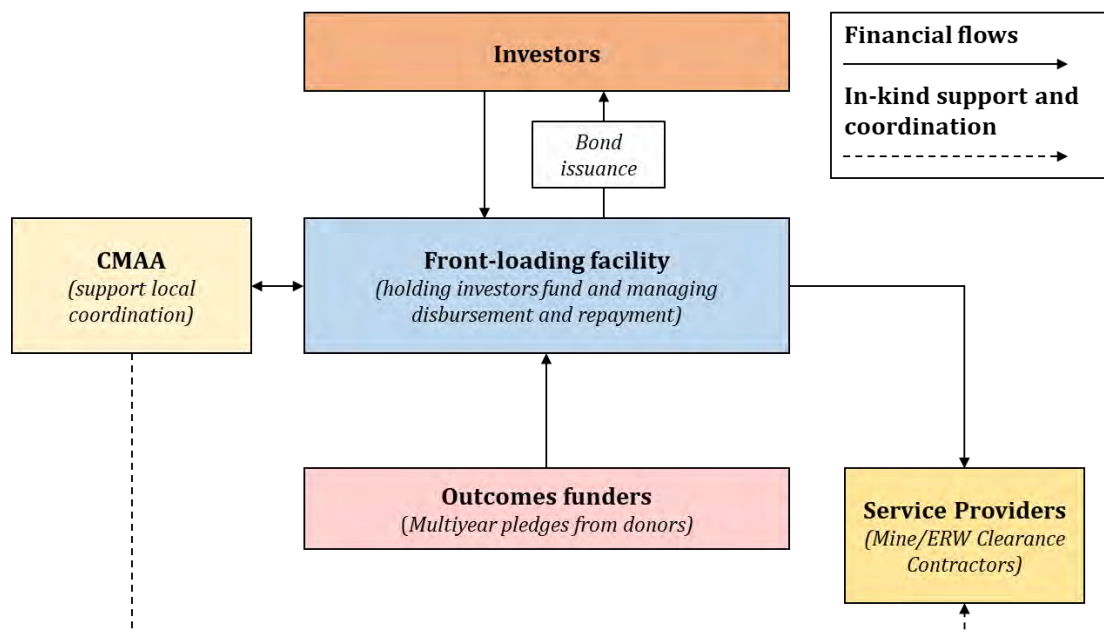 Investors
Financial flows
In-kind support and
coordination
Bond
issuance
CMAA
(support local
coordination)
Front-loading facility
(holding investors fund and managing
disbursement and repayment)
Outcomes funders
(Multiyear pledges from donors)
Service Providers
(Mine/ERW Clearance
Contractors)